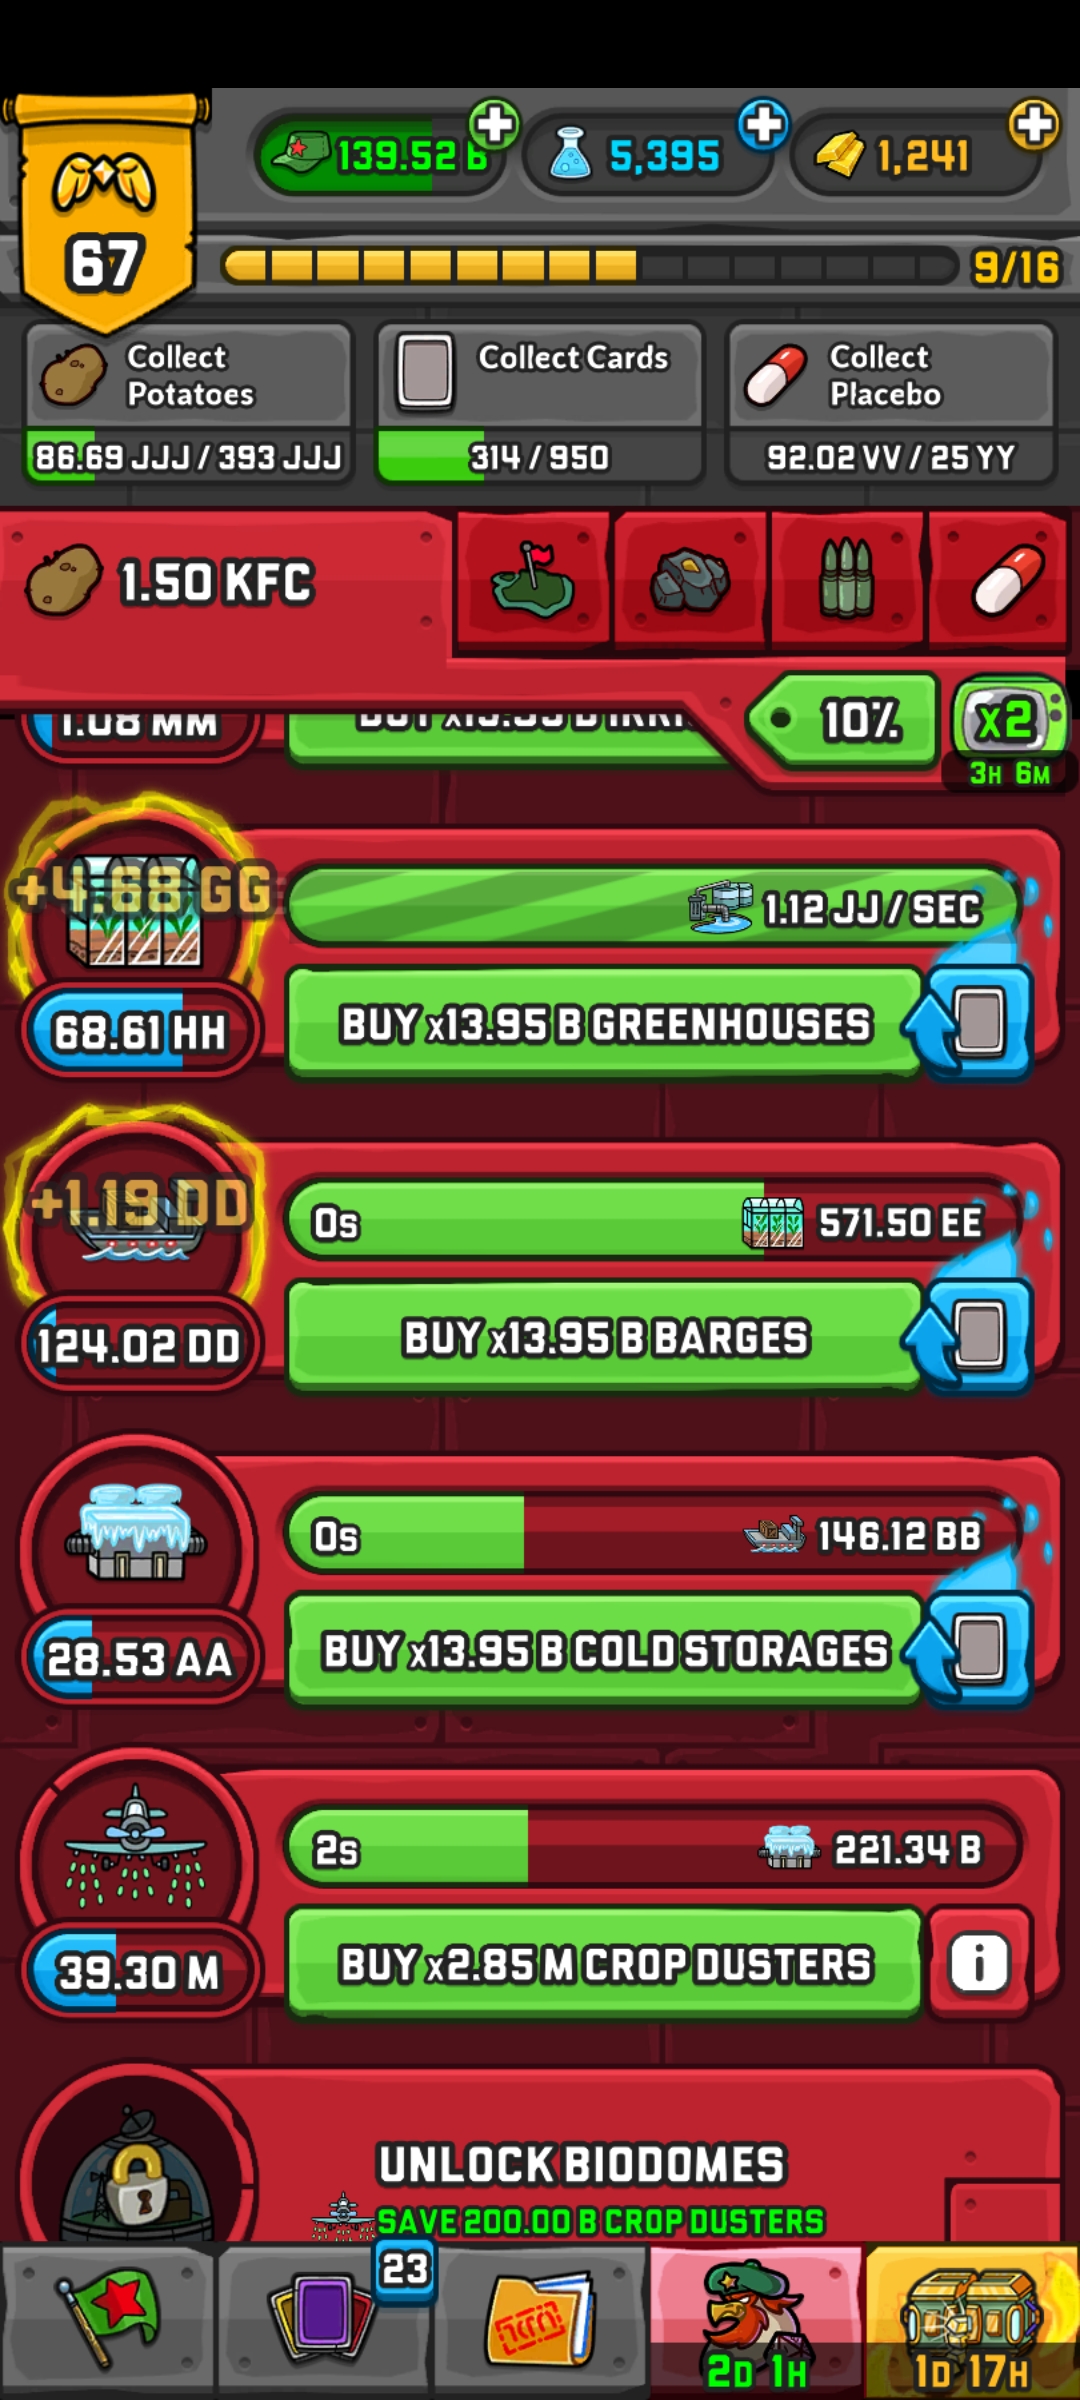 67
139.52 B
5,395
1,241
9/16
Collect
Potatoes
86.69 JJJ / 393 JJJ
Collect Cards
314 / 950
Collect
Placebo
92.02 VV / 25 YY
1.50 KFC
10%
x2
3H 6M
1.08 MM
+4.68 GG
1.12 JJ / SEC
68.61 HH
BUY x13.95 B GREENHOUSES
+1.19 DD
0s
571.50 EE
124.02 DD
BUY x13.95 B BARGES
0s
146.12 BB
28.53 AA
BUY x13.95 B COLD STORAGES
2s
221.34 B
39.30 M
BUY x2.85 M CROP DUSTERS
i
UNLOCK BIODOMES
SAVE 200.00 B CROP DUSTERS
23
2D 1H
1D 17H